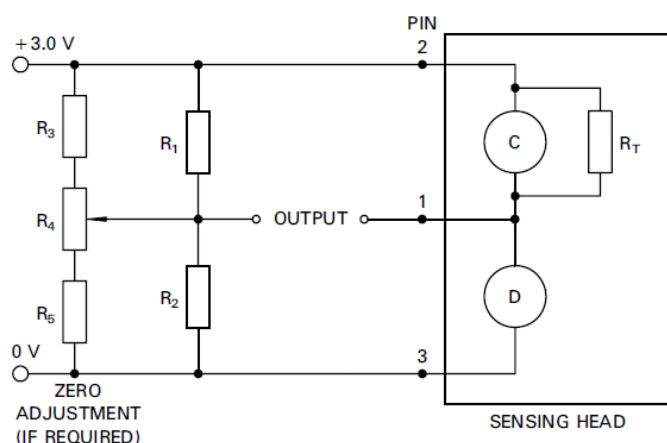 PIN
+3.0 V
2
R3
R1
C
RT
R4
OUTPUT
1
R2
D
R5
0 V
3
ZERO
ADJUSTMENT
(IF REQUIRED)
SENSING HEAD